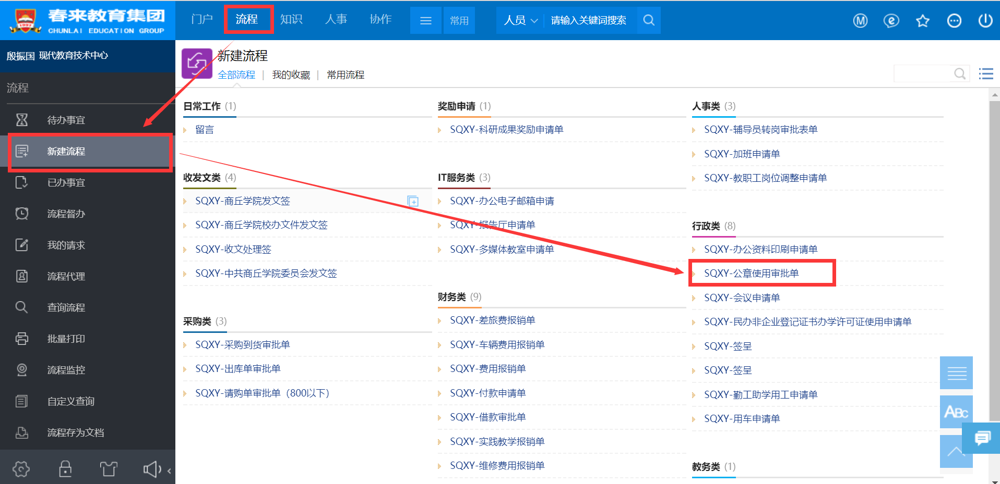 春来教育集团
CHUNLAI EDUCATION GROUP
门户 流程 知识 人事 协作 常用 人员 请输入关键词搜索
殷振国 现代教育技术中心
流程
待办事宜
新建流程
已办事宜
流程督办
我的请求
流程代理
查询流程
批量打印
流程监控
自定义查询
流程存为文档
新建流程
全部流程 | 我的收藏 | 常用流程
日常工作 (1)
留言
收发文类 (4)
SQXY-商丘学院发文签
SQXY-商丘学院校办文件发文签
SQXY-收文处理签
SQXY-中共商丘学院委员会发文签
采购类 (3)
SQXY-采购到货审批单
SQXY-出库单审批单
SQXY-请购单审批单（800以下）
奖励申请 (1)
SQXY-科研成果奖励申请单
IT服务类 (3)
SQXY-办公电子邮箱申请
SQXY-报告厅申请单
SQXY-多媒体教室申请单
财务类 (9)
SQXY-差旅费报销单
SQXY-车辆费用报销单
SQXY-费用报销单
SQXY-付款申请单
SQXY-借款审批单
SQXY-实践教学报销单
SQXY-维修费用报销单
人事类 (3)
SQXY-辅导员转岗审批表单
SQXY-加班申请单
SQXY-教职工岗位调整申请单
行政类 (8)
SQXY-办公资料印刷申请单
SQXY-公章使用审批单
SQXY-会议申请单
SQXY-民办非企业登记证书办学许可证使用申请单
SQXY-签呈
SQXY-签呈
SQXY-勤工助学用工申请单
SQXY-用车申请单
教务类 (1)
ABC